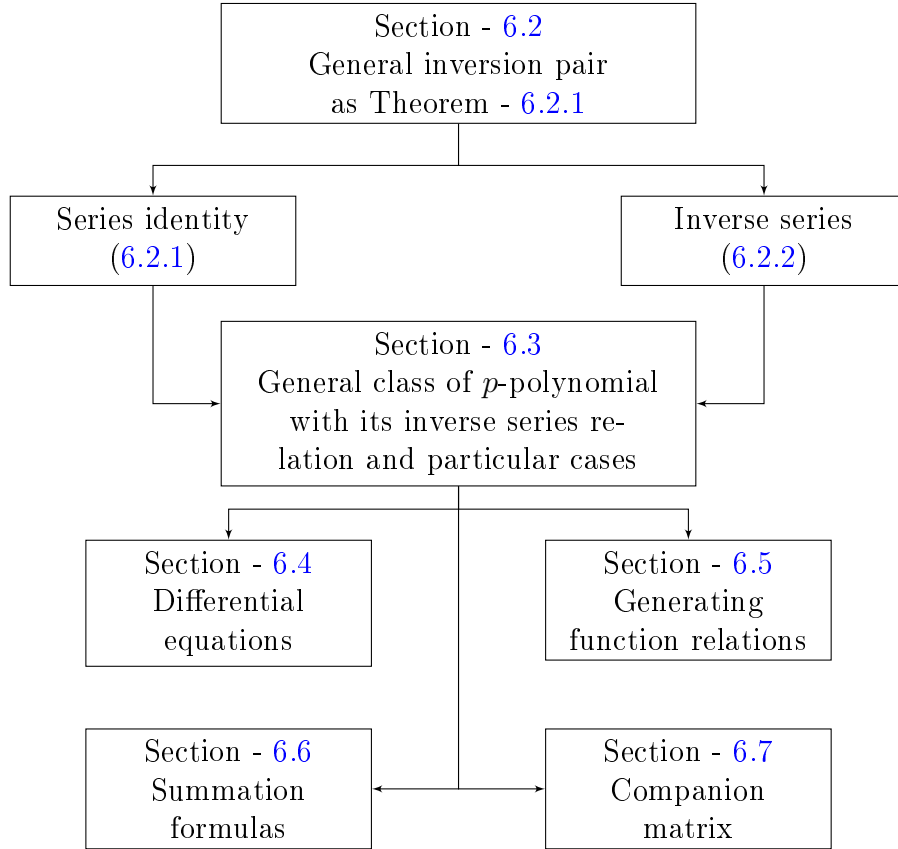 Section - 6.2
General inversion pair
as Theorem - 6.2.1
Series identity
(6.2.1)
Inverse series
(6.2.2)
Section - 6.3
General class of p-polynomial
with its inverse series re-
lation and particular cases
Section - 6.4
Differential
equations
Section - 6.5
Generating
function relations
Section - 6.6
Summation
formulas
Section - 6.7
Companion
matrix